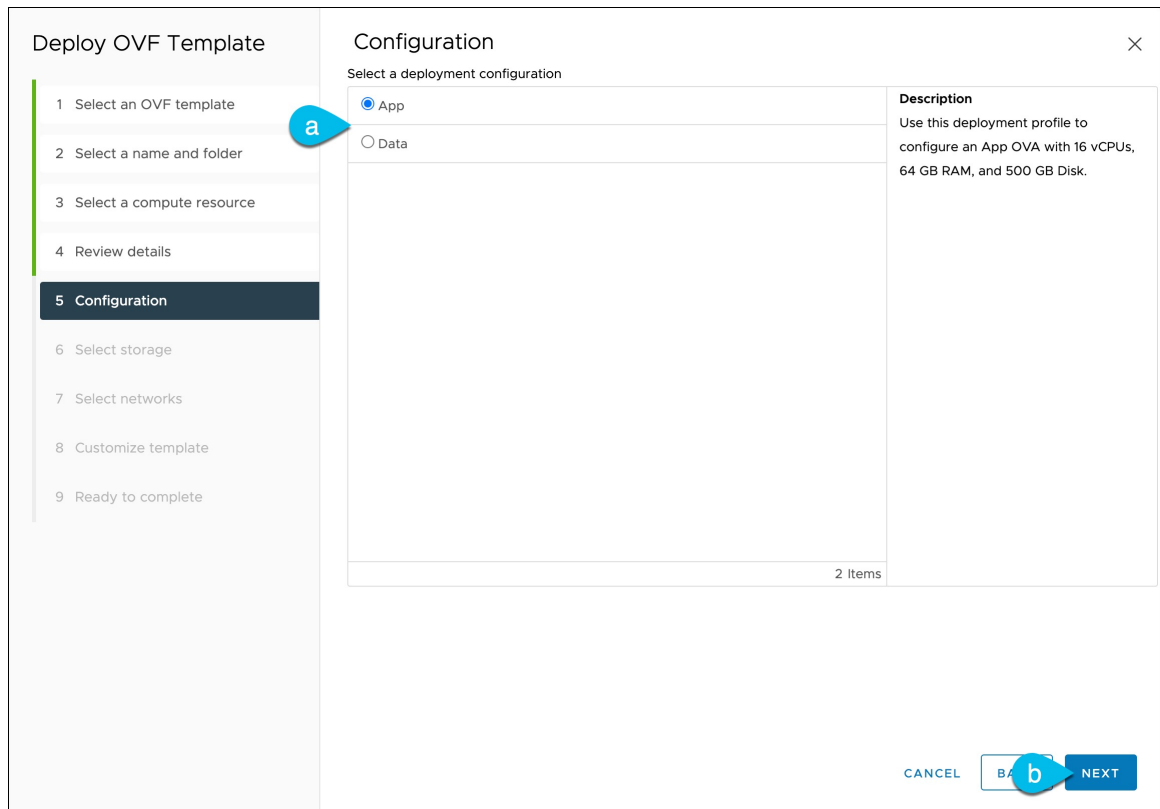 Deploy OVF Template
1 Select an OVF template
2 Select a name and folder
3 Select a compute resource
4 Review details
5 Configuration
6 Select storage
7 Select networks
8 Customize template
9 Ready to complete
Configuration
Select a deployment configuration
App
Data
a
2 Items
Description
Use this deployment profile to
configure an App OVA with 16 vCPUs,
64 GB RAM, and 500 GB Disk.
CANCEL
b
NEXT